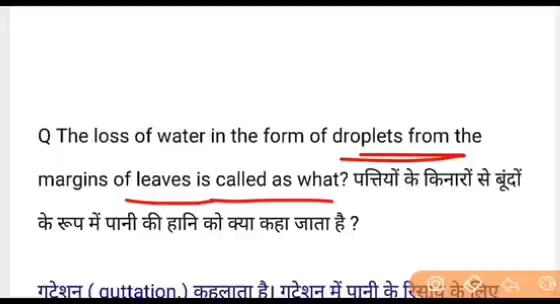 Q The loss of water in the form of droplets from the
margins of leaves is called as what? पत्तियों के किनारों से बूंदों
के रूप में पानी की हानि को क्या कहा जाता है ?
गटेशन ( guttation.) कहलाता है। गटेशन में पानी के रिसाव के लिए